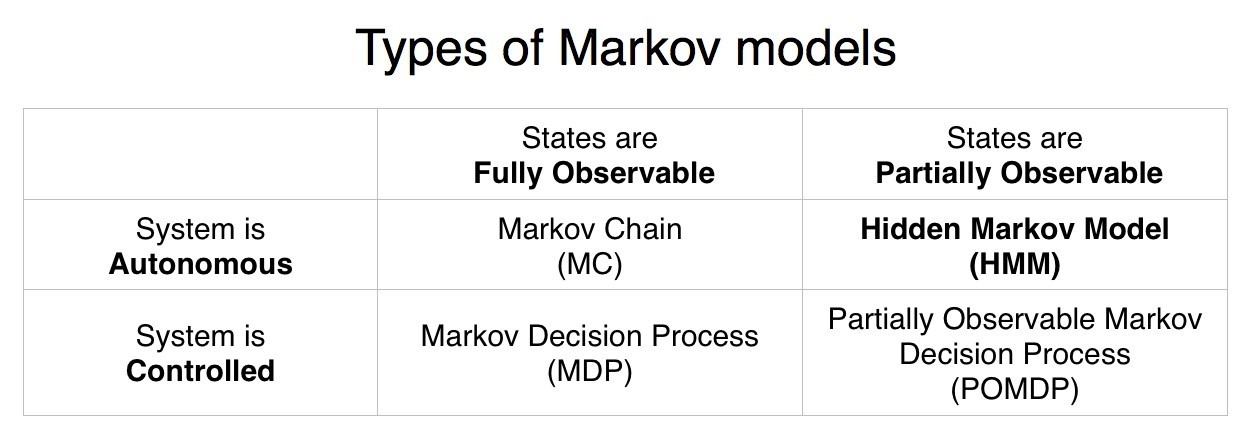 Types of Markov models
States are
Fully Observable
States are
Partially Observable
System is
Autonomous
Markov Chain
(MC)
Hidden Markov Model
(HMM)
System is
Controlled
Markov Decision Process
(MDP)
Partially Observable Markov
Decision Process
(POMDP)